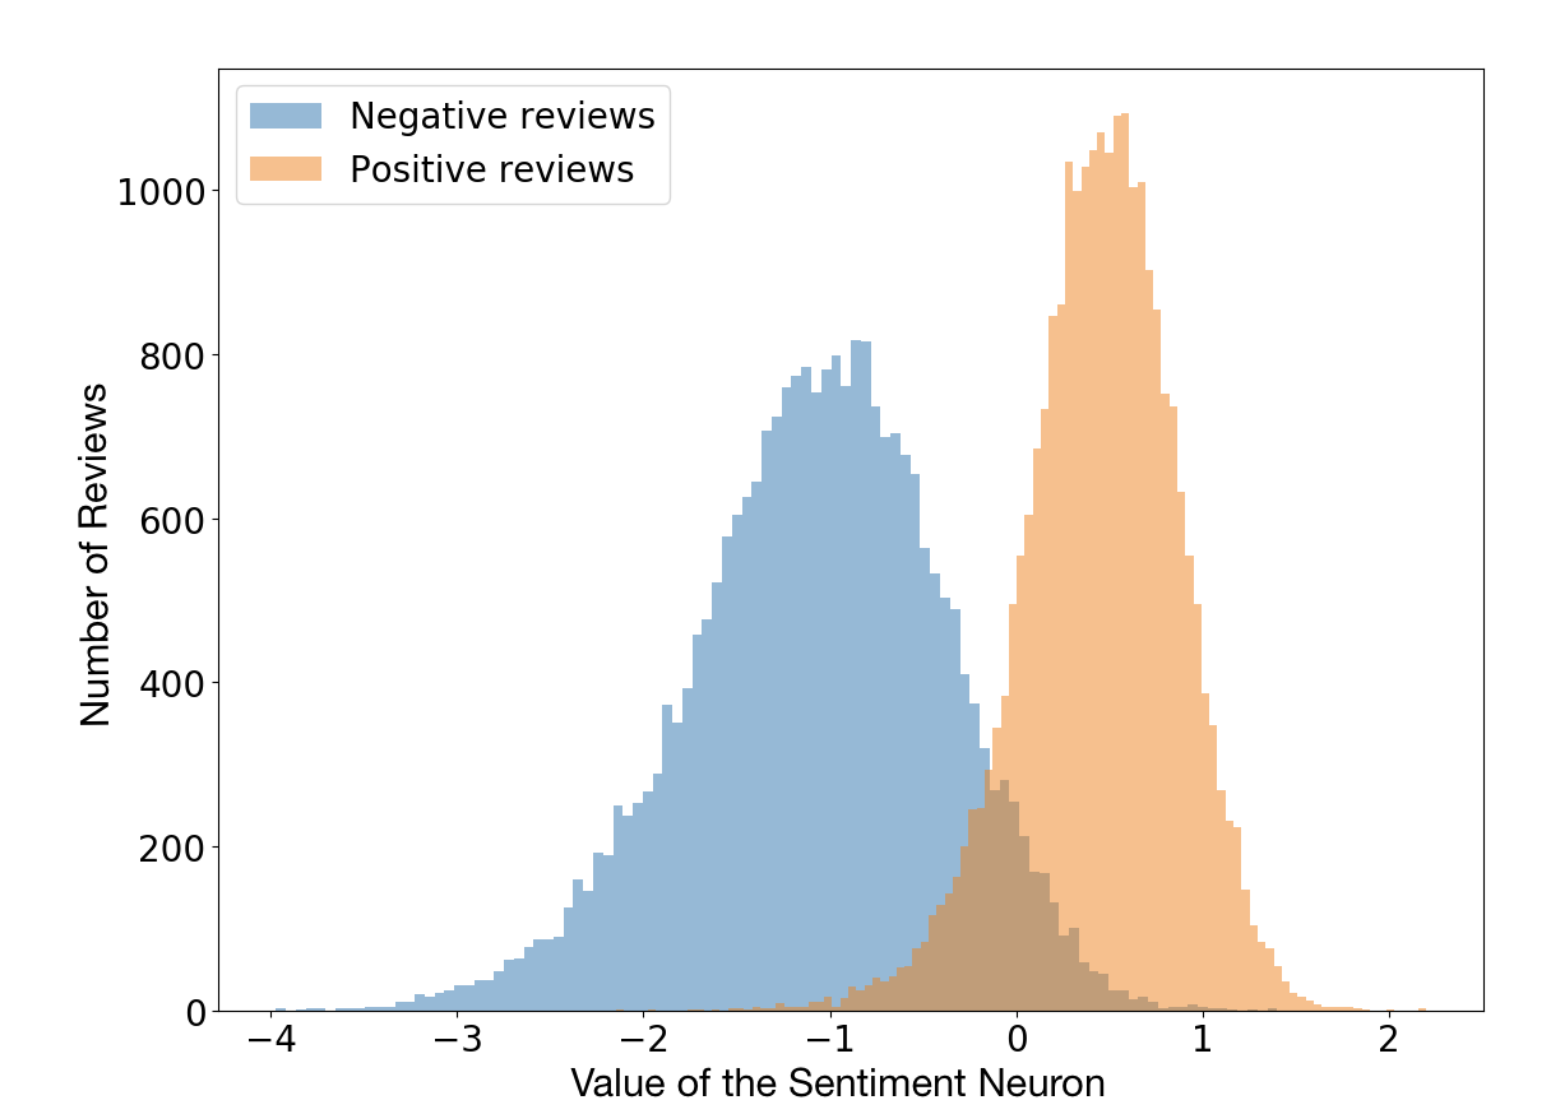 Negative reviews
Positive reviews
1000
800
600
400
200
0
Number of Reviews
−4 −3 −2 −1 0 1 2
Value of the Sentiment Neuron